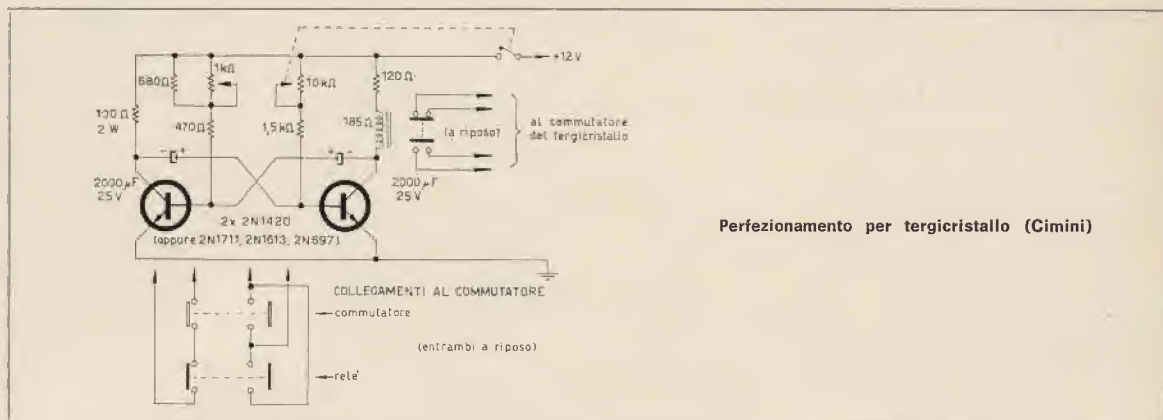 +12V
680Ω
1kΩ
10kΩ
120Ω
100Ω
2 W
470Ω
1,5kΩ
185Ω
(a riposo)
al commutatore
del tergicristallo
- +
+ -
2000µF
25V
2000µF
25V
2x 2N1420
(oppure 2N1711, 2N1613, 2N697)
Perfezionamento per tergicristallo (Cimini)
COLLEGAMENTI AL COMMUTATORE
commutatore
(entrambi a riposo)
relè